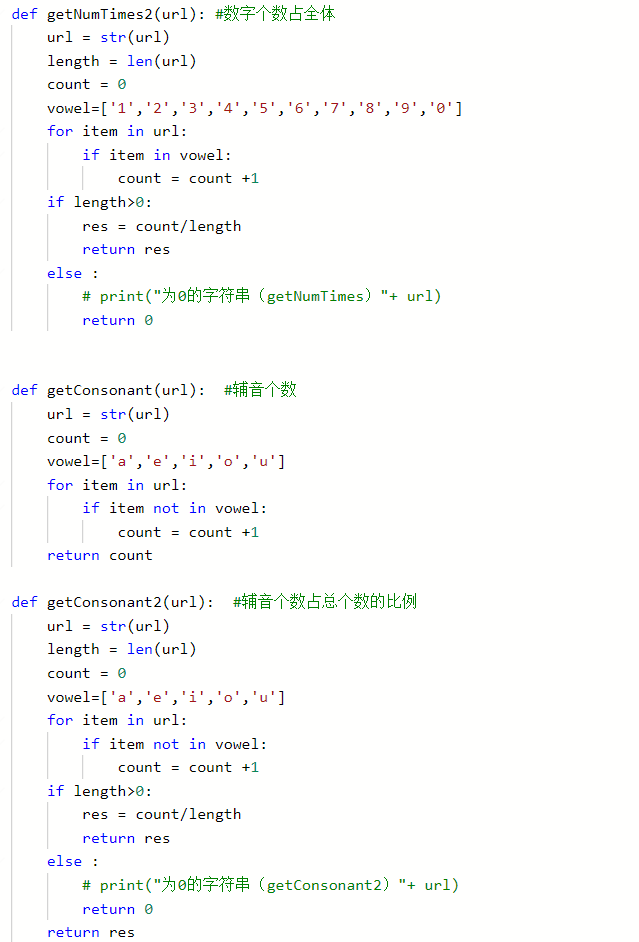 def getNumTimes2(url): #数字个数占全体
    url = str(url)
    length = len(url)
    count = 0
    vowel=['1','2','3','4','5','6','7','8','9','0']
    for item in url:
        if item in vowel:
            count = count +1
    if length>0:
        res = count/length
        return res
    else :
        # print("为0的字符串（getNumTimes）"+ url)
        return 0
def getConsonant(url):  #辅音个数
    url = str(url)
    count = 0
    vowel=['a','e','i','o','u']
    for item in url:
        if item not in vowel:
            count = count +1
    return count
def getConsonant2(url):  #辅音个数占总个数的比例
    url = str(url)
    length = len(url)
    count = 0
    vowel=['a','e','i','o','u']
    for item in url:
        if item not in vowel:
            count = count +1
    if length>0:
        res = count/length
        return res
    else :
        # print("为0的字符串（getConsonant2）"+ url)
        return 0
    return res